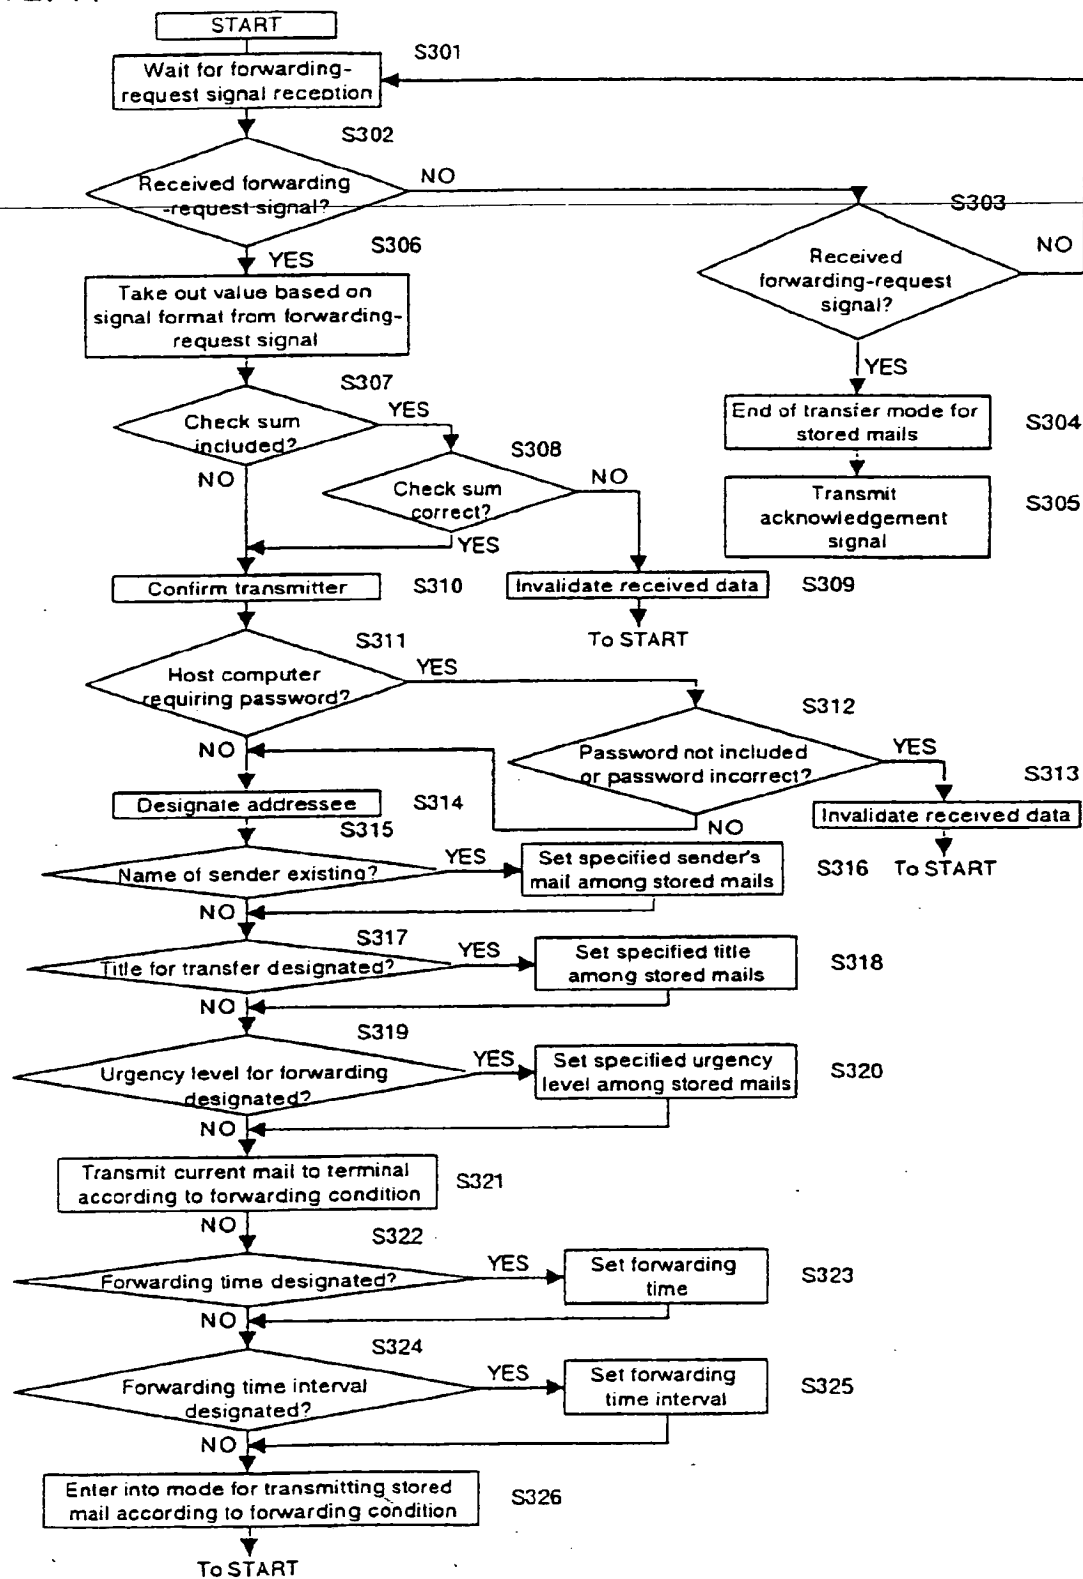 START
S301
Wait for forwarding-
request signal reception
S302
Received forwarding
-request signal?
NO
S303
Received
forwarding-request
signal?
NO
S306
YES
Take out value based on
signal format from forwarding-
request signal
YES
End of transfer mode for
stored mails
S304
Transmit
acknowledgement
signal
S305
S307
Check sum
included?
YES
NO
S308
Check sum
correct?
NO
YES
Confirm transmitter
S310
Invalidate received data
S309
To START
S311
Host computer
requiring password?
YES
NO
S312
Password not included
or password incorrect?
YES
NO
S313
Invalidate received data
To START
Designate addressee
S314
S315
Name of sender existing?
YES
NO
Set specified sender's
mail among stored mails
S316
S317
Title for transfer designated?
YES
NO
Set specified title
among stored mails
S318
S319
Urgency level for forwarding
designated?
YES
NO
Set specified urgency
level among stored mails
S320
Transmit current mail to terminal
according to forwarding condition
S321
NO
S322
Forwarding time designated?
YES
NO
Set forwarding
time
S323
S324
Forwarding time interval
designated?
YES
NO
Set forwarding
time interval
S325
Enter into mode for transmitting stored
mail according to forwarding condition
S326
To START